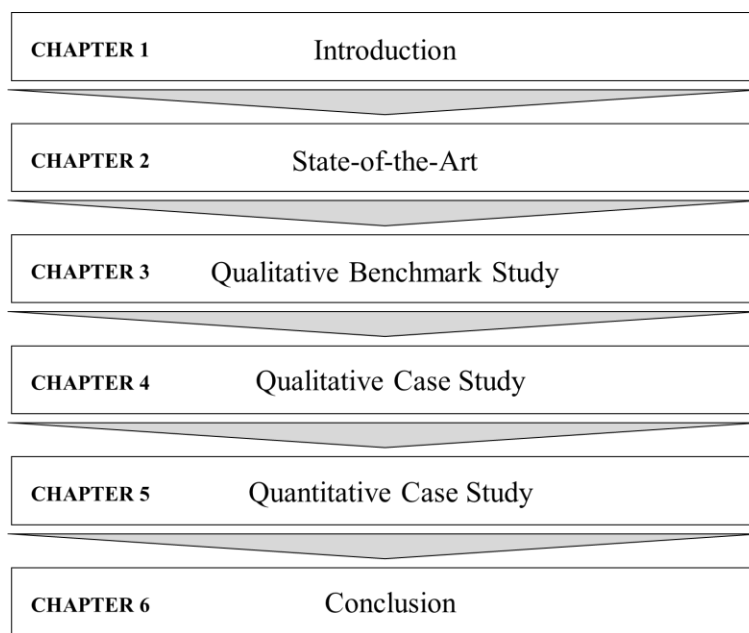 CHAPTER 1 Introduction
CHAPTER 2 State-of-the-Art
CHAPTER 3 Qualitative Benchmark Study
CHAPTER 4 Qualitative Case Study
CHAPTER 5 Quantitative Case Study
CHAPTER 6 Conclusion